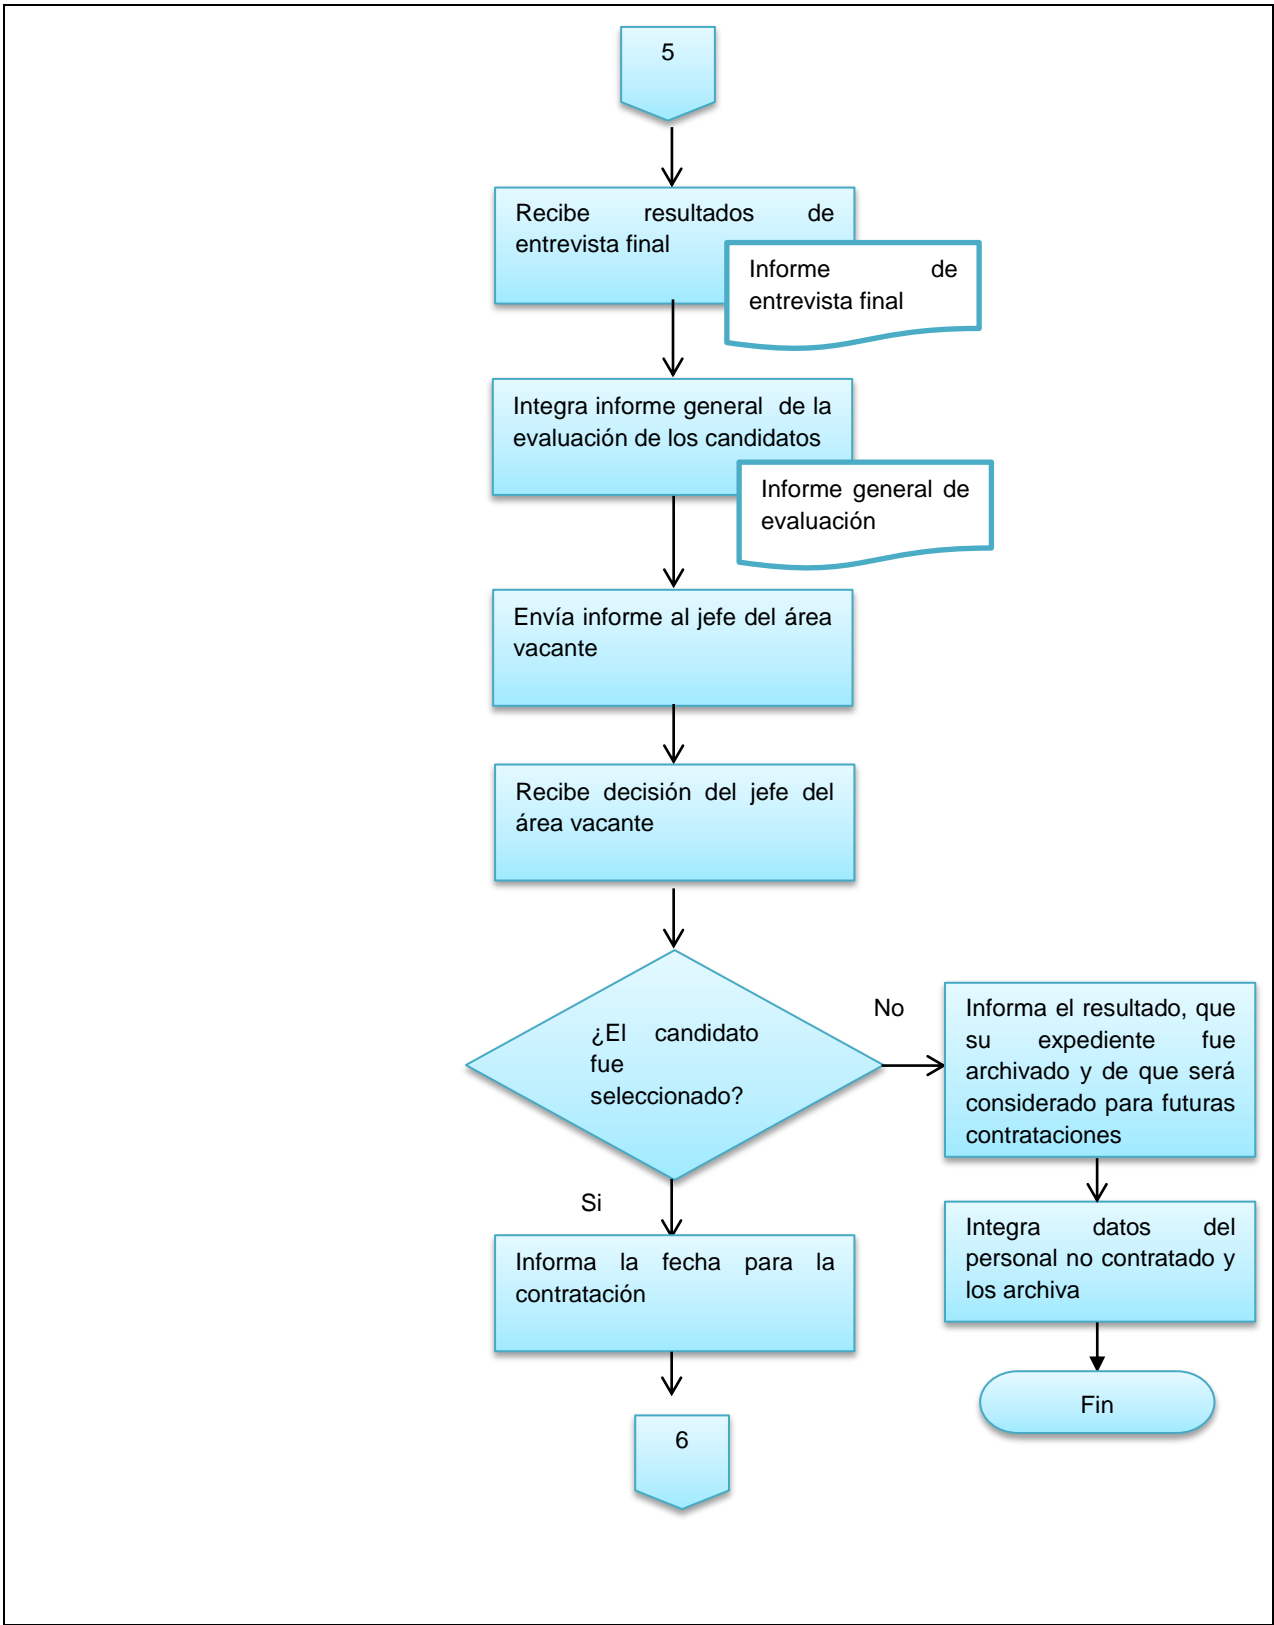 5
Recibe resultados de
entrevista final
Informe de
entrevista final
Integra informe general de la
evaluación de los candidatos
Informe general de
evaluación
Envía informe al jefe del área
vacante
Recibe decisión del jefe del
área vacante
¿El candidato
fue
seleccionado?
No
Informa el resultado, que
su expediente fue
archivado y de que será
considerado para futuras
contrataciones
Integra datos del
personal no contratado y
los archiva
Fin
Si
Informa la fecha para la
contratación
6